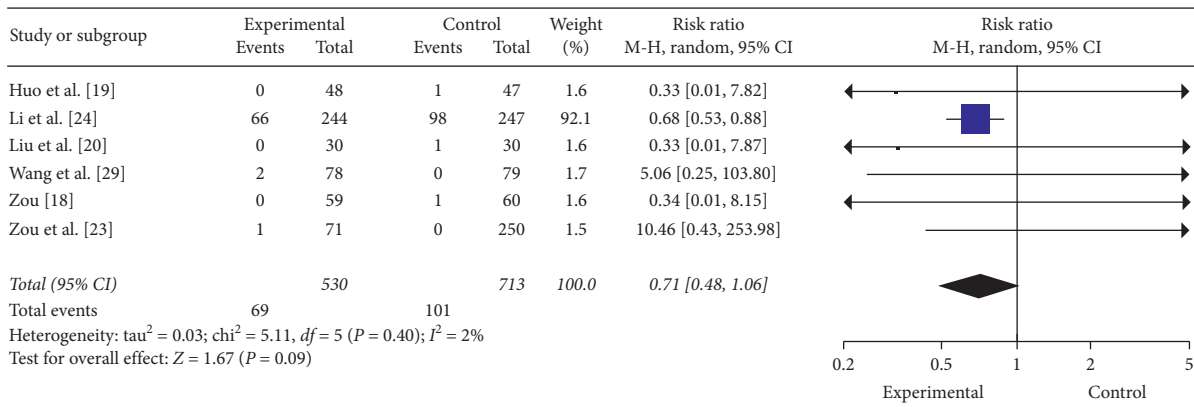 Study or subgroup Experimental Control Weight Risk ratio Risk ratio
Events Total Events Total (%) M-H, random, 95% CI M-H, random, 95% CI
Huo et al. [19] 0 48 1 47 1.6 0.33 [0.01, 7.82]
Li et al. [24] 66 244 98 247 92.1 0.68 [0.53, 0.88]
Liu et al. [20] 0 30 1 30 1.6 0.33 [0.01, 7.87]
Wang et al. [29] 2 78 0 79 1.7 5.06 [0.25, 103.80]
Zou [18] 0 59 1 60 1.6 0.34 [0.01, 8.15]
Zou et al. [23] 1 71 0 250 1.5 10.46 [0.43, 253.98]
Total (95% CI) 530 713 100.0 0.71 [0.48, 1.06]
Total events 69 101
Heterogeneity: tau² = 0.03; chi² = 5.11, df = 5 (P = 0.40); I² = 2%
Test for overall effect: Z = 1.67 (P = 0.09)
0.2 0.5 1 2 5
Experimental Control